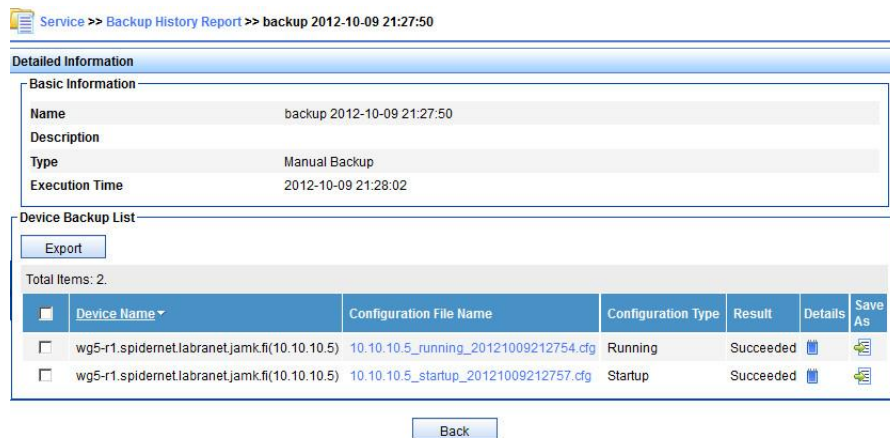 Service >> Backup History Report >> backup 2012-10-09 21:27:50
Detailed Information
Basic Information
Name backup 2012-10-09 21:27:50
Description
Type Manual Backup
Execution Time 2012-10-09 21:28:02
Device Backup List
Export
Total Items: 2.
Device Name Configuration File Name Configuration Type Result Details Save As
wg5-r1.spidernet.labranet.jamk.fi(10.10.10.5) 10.10.10.5_running_20121009212754.cfg Running Succeeded
wg5-r1.spidernet.labranet.jamk.fi(10.10.10.5) 10.10.10.5_startup_20121009212757.cfg Startup Succeeded
Back